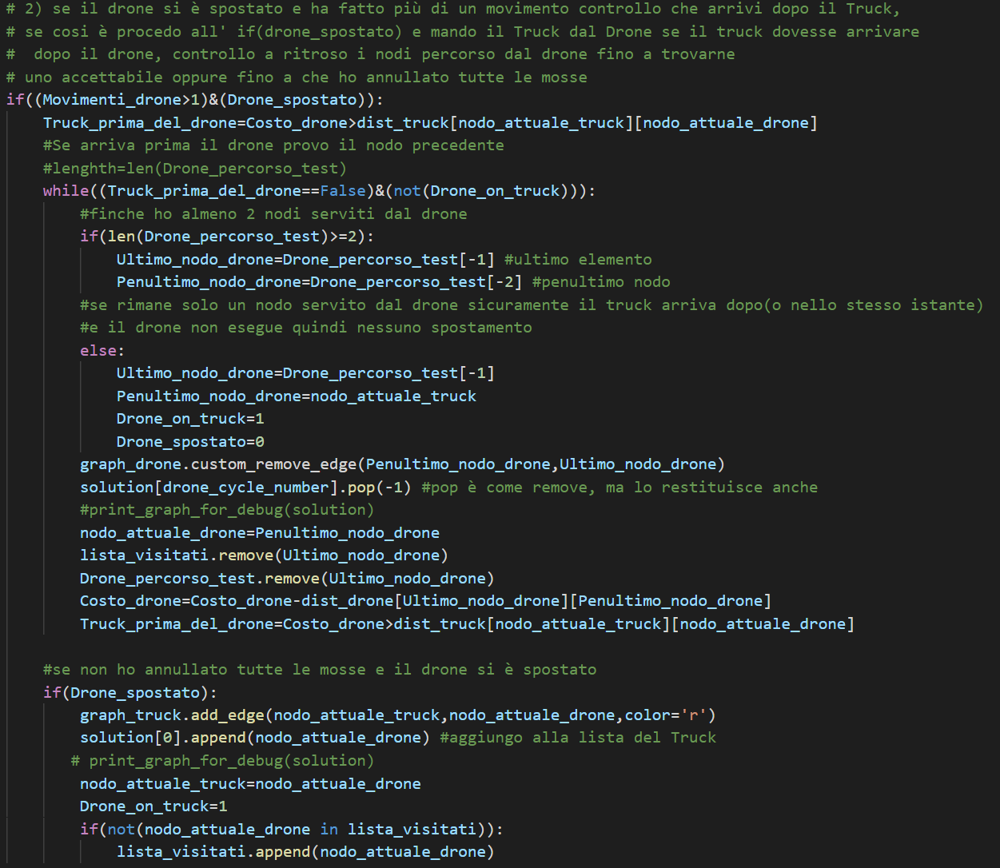 # 2) se il drone si è spostato e ha fatto più di un movimento controllo che arrivi dopo il Truck,
# se cosi è procedo all' if(drone_spostato) e mando il Truck dal Drone se il truck dovesse arrivare
#  dopo il drone, controllo a ritroso i nodi percorso dal drone fino a trovarne
# uno accettabile oppure fino a che ho annullato tutte le mosse
if((Movimenti_drone>1)&(Drone_spostato)):
    Truck_prima_del_drone=Costo_drone>dist_truck[nodo_attuale_truck][nodo_attuale_drone]
    #Se arriva prima il drone provo il nodo precedente
    #lenghth=len(Drone_percorso_test)
    while((Truck_prima_del_drone==False)&(not(Drone_on_truck))):
        #finche ho almeno 2 nodi serviti dal drone
        if(len(Drone_percorso_test)>=2):
            Ultimo_nodo_drone=Drone_percorso_test[-1] #ultimo elemento
            Penultimo_nodo_drone=Drone_percorso_test[-2] #penultimo nodo
        #se rimane solo un nodo servito dal drone sicuramente il truck arriva dopo(o nello stesso istante)
        #e il drone non esegue quindi nessuno spostamento
        else:
            Ultimo_nodo_drone=Drone_percorso_test[-1]
            Penultimo_nodo_drone=nodo_attuale_truck
            Drone_on_truck=1
            Drone_spostato=0
        graph_drone.custom_remove_edge(Penultimo_nodo_drone,Ultimo_nodo_drone)
        solution[drone_cycle_number].pop(-1) #pop è come remove, ma lo restituisce anche
        #print_graph_for_debug(solution)
        nodo_attuale_drone=Penultimo_nodo_drone
        lista_visitati.remove(Ultimo_nodo_drone)
        Drone_percorso_test.remove(Ultimo_nodo_drone)
        Costo_drone=Costo_drone-dist_drone[Ultimo_nodo_drone][Penultimo_nodo_drone]
        Truck_prima_del_drone=Costo_drone>dist_truck[nodo_attuale_truck][nodo_attuale_drone]

    #se non ho annullato tutte le mosse e il drone si è spostato
    if(Drone_spostato):
        graph_truck.add_edge(nodo_attuale_truck,nodo_attuale_drone,color='r')
        solution[0].append(nodo_attuale_drone) #aggiungo alla lista del Truck
       # print_graph_for_debug(solution)
        nodo_attuale_truck=nodo_attuale_drone
        Drone_on_truck=1
        if(not(nodo_attuale_drone in lista_visitati)):
            lista_visitati.append(nodo_attuale_drone)